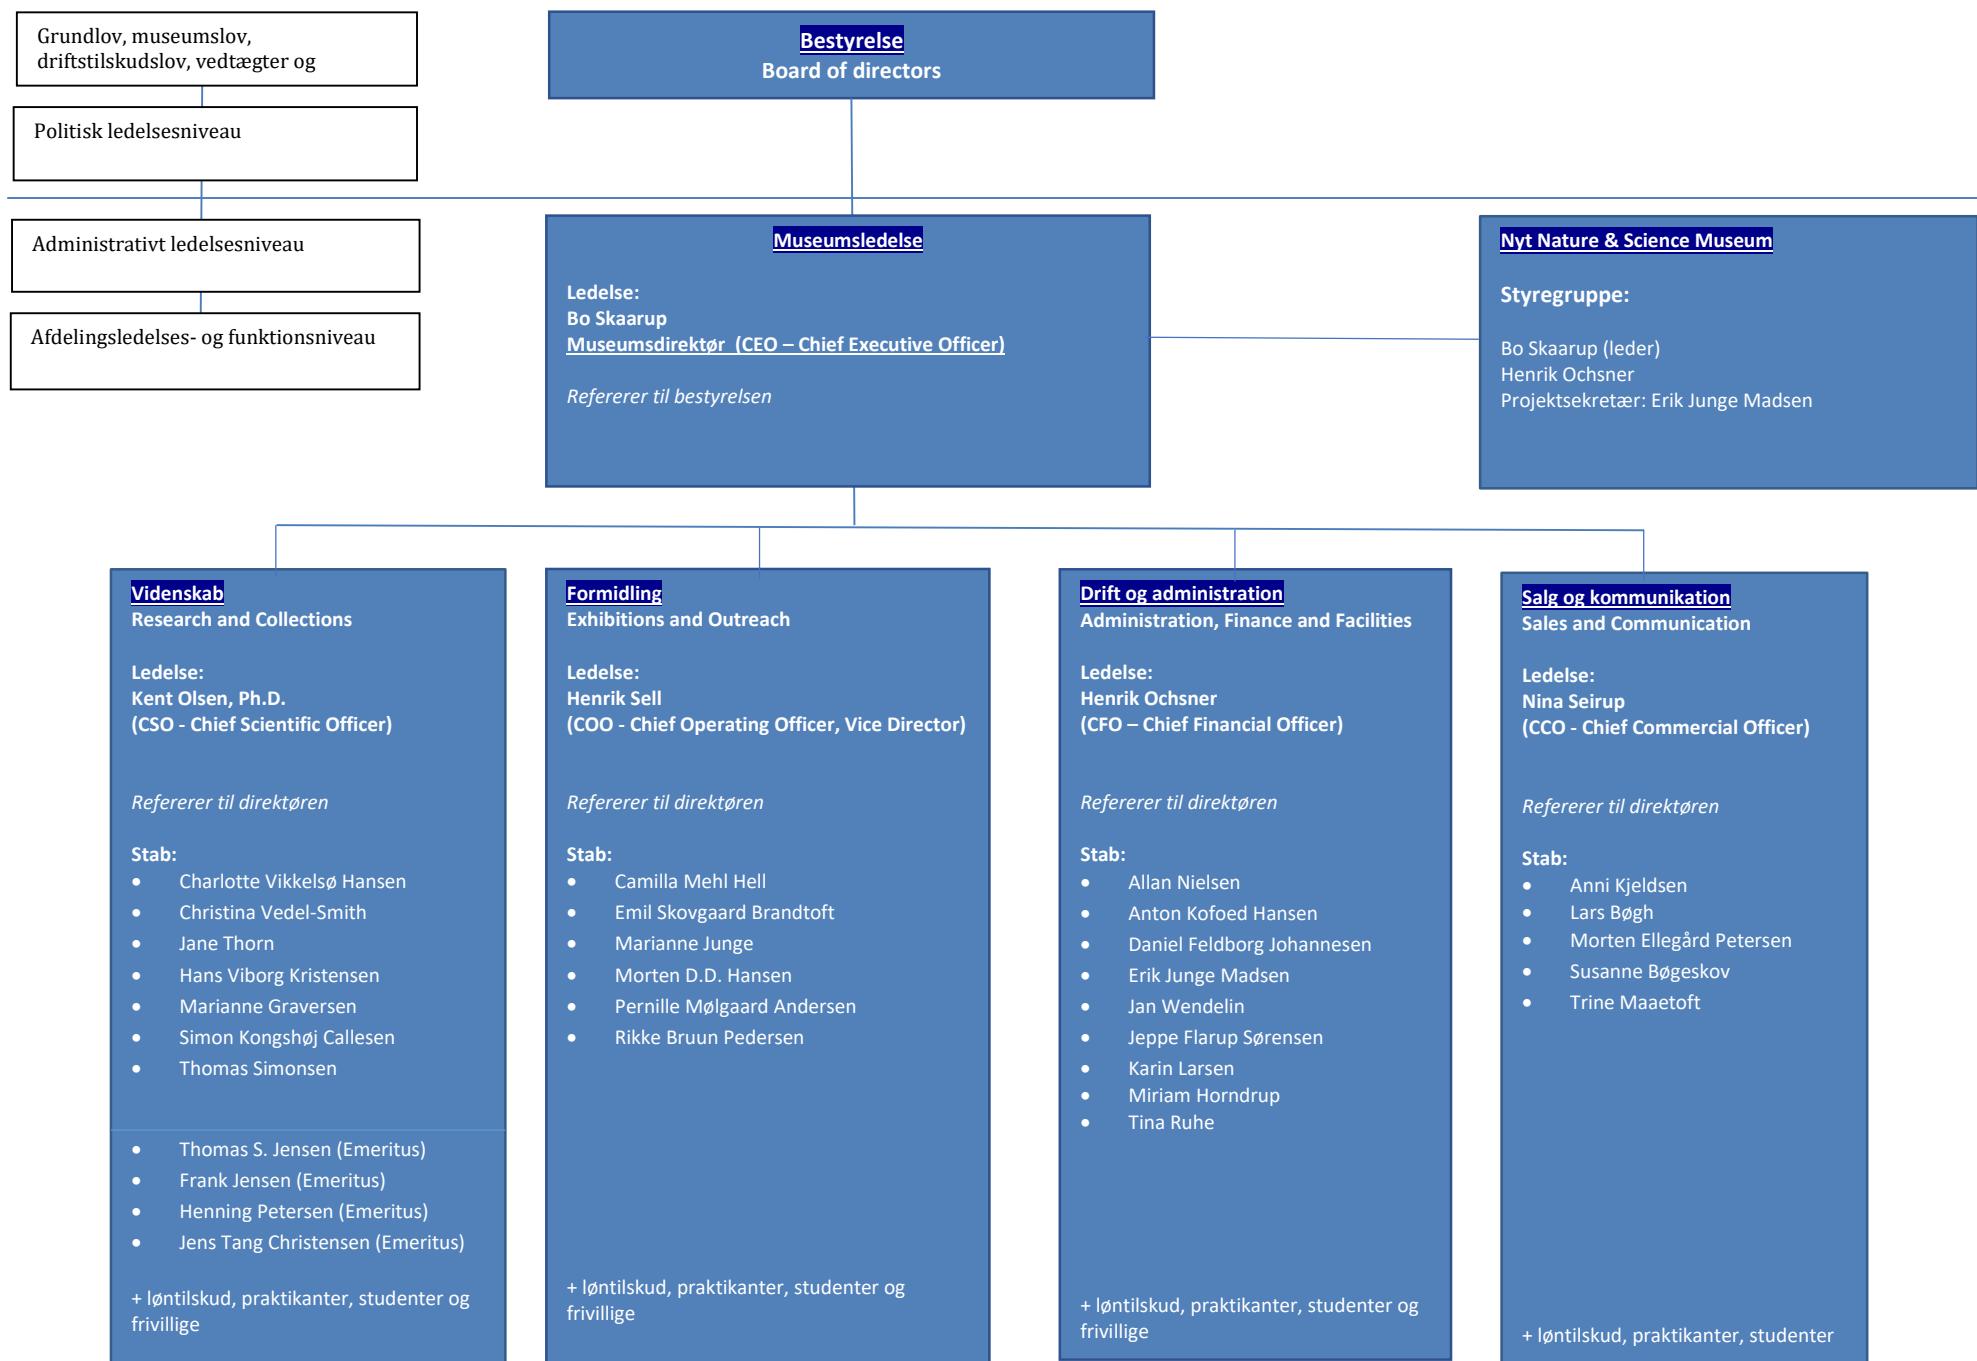 Grundlov, museumslov,
driftstilskudslov, vedtægter og
Politisk ledelsesniveau
Administrativt ledelsesniveau
Afdelingsledelses- og funktionsniveau
Bestyrelse
Board of directors
Museumsledelse
Ledelse:
Bo Skaarup
Museumsdirektør (CEO – Chief Executive Officer)
Refererer til bestyrelsen
Nyt Nature & Science Museum
Styregruppe:
Bo Skaarup (leder)
Henrik Ochsner
Projektsekretær: Erik Junge Madsen
Videnskab
Research and Collections
Ledelse:
Kent Olsen, Ph.D.
(CSO - Chief Scientific Officer)
Refererer til direktøren
Stab:
• Charlotte Vikkelsø Hansen
• Christina Vedel-Smith
• Jane Thorn
• Hans Viborg Kristensen
• Marianne Graversen
• Simon Kongshøj Callesen
• Thomas Simonsen
• Thomas S. Jensen (Emeritus)
• Frank Jensen (Emeritus)
• Henning Petersen (Emeritus)
• Jens Tang Christensen (Emeritus)
+ løntilskud, praktikanter, studenter og
frivillige
Formidling
Exhibitions and Outreach
Ledelse:
Henrik Sell
(COO - Chief Operating Officer, Vice Director)
Refererer til direktøren
Stab:
• Camilla Mehl Hell
• Emil Skovgaard Brandtoft
• Marianne Junge
• Morten D.D. Hansen
• Pernille Mølgaard Andersen
• Rikke Bruun Pedersen
+ løntilskud, praktikanter, studenter og
frivillige
Drift og administration
Administration, Finance and Facilities
Ledelse:
Henrik Ochsner
(CFO – Chief Financial Officer)
Refererer til direktøren
Stab:
• Allan Nielsen
• Anton Kofoed Hansen
• Daniel Feldborg Johannesen
• Erik Junge Madsen
• Jan Wendelin
• Jeppe Flarup Sørensen
• Karin Larsen
• Miriam Horndrup
• Tina Ruhe
+ løntilskud, praktikanter, studenter og
frivillige
Salg og kommunikation
Sales and Communication
Ledelse:
Nina Seirup
(CCO - Chief Commercial Officer)
Refererer til direktøren
Stab:
• Anni Kjeldsen
• Lars Bøgh
• Morten Ellegård Petersen
• Susanne Bøgeskov
• Trine Maaetoft
+ løntilskud, praktikanter, studenter